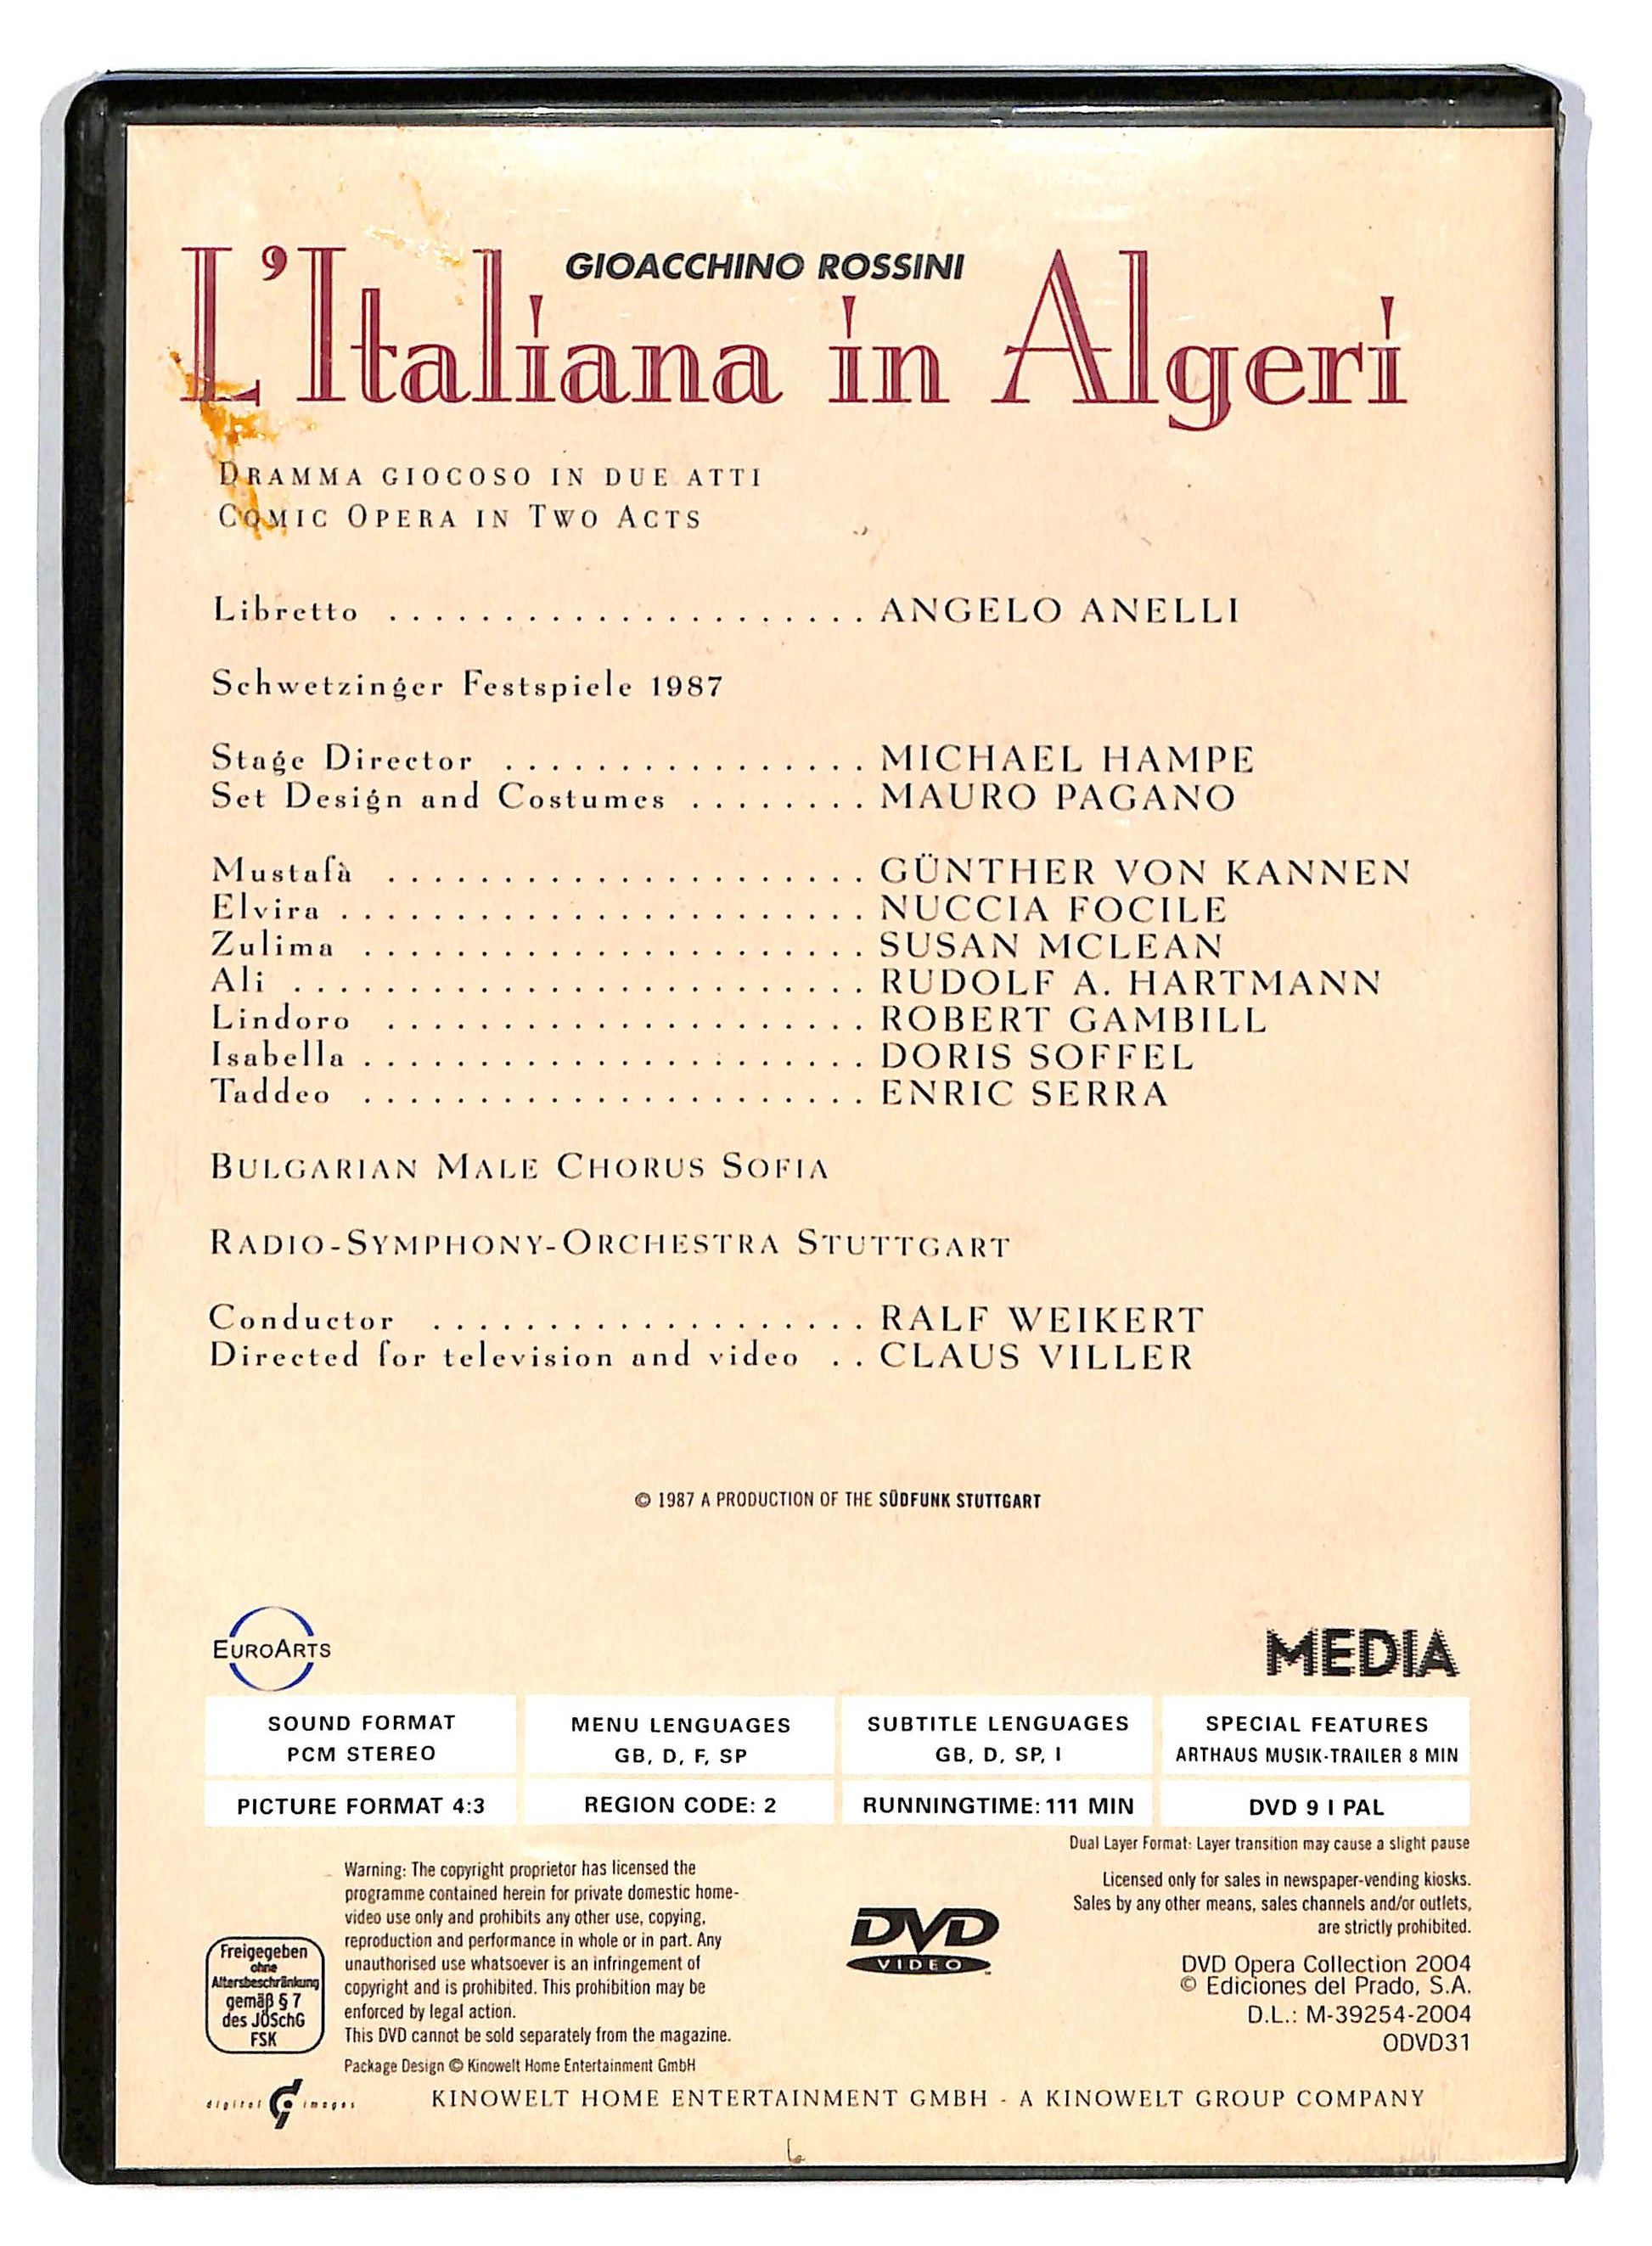 GIOACCHINO ROSSINI
L'Italiana in Algeri
DRAMMA GIOCOSO IN DUE ATTI
COMIC OPERA IN TWO ACTS
Libretto .................... ANGELO ANELLI
Schwetzinger Festspiele 1987
Stage Director ................ MICHAEL HAMPE
Set Design and Costumes ........ MAURO PAGANO
Mustafà ..................... GÜNTHER VON KANNEN
Elvira ....................... NUCCIA FOCILE
Zulima ...................... SUSAN MCLEAN
Ali ......................... RUDOLF A. HARTMANN
Lindoro ..................... ROBERT GAMBILL
Isabella ...................... DORIS SOFFEL
Taddeo ...................... ENRIC SERRA
BULGARIAN MALE CHORUS SOFIA
RADIO-SYMPHONY-ORCHESTRA STUTTGART
Conductor ................... RALF WEIKERT
Directed for television and video .. CLAUS VILLER
© 1987 A PRODUCTION OF THE SÜDFUNK STUTTGART
EUROARTS
MEDIA
SOUND FORMAT
PCM STEREO
MENU LENGUAGES
GB, D, F, SP
SUBTITLE LENGUAGES
GB, D, SP, I
SPECIAL FEATURES
ARTHAUS MUSIK-TRAILER 8 MIN
PICTURE FORMAT 4:3
REGION CODE: 2
RUNNINGTIME: 111 MIN
DVD 9 I PAL
Dual Layer Format: Layer transition may cause a slight pause
Warning: The copyright proprietor has licensed the
programme contained herein for private domestic home-
video use only and prohibits any other use, copying,
reproduction and performance in whole or in part. Any
unauthorised use whatsoever is an infringement of
copyright and is prohibited. This prohibition may be
enforced by legal action.
This DVD cannot be sold separately from the magazine.
Package Design © Kinowelt Home Entertainment GmbH
Freigegeben
ohne
Altersbeschränkung
gemäß § 7
des JÖSchG
FSK
DVD
VIDEO
TM
Licensed only for sales in newspaper-vending kiosks.
Sales by any other means, sales channels and/or outlets,
are strictly prohibited.
DVD Opera Collection 2004
© Ediciones del Prado, S.A.
D.L.: M-39254-2004
ODVD31
digital images
KINOWELT HOME ENTERTAINMENT GMBH - A KINOWELT GROUP COMPANY
6